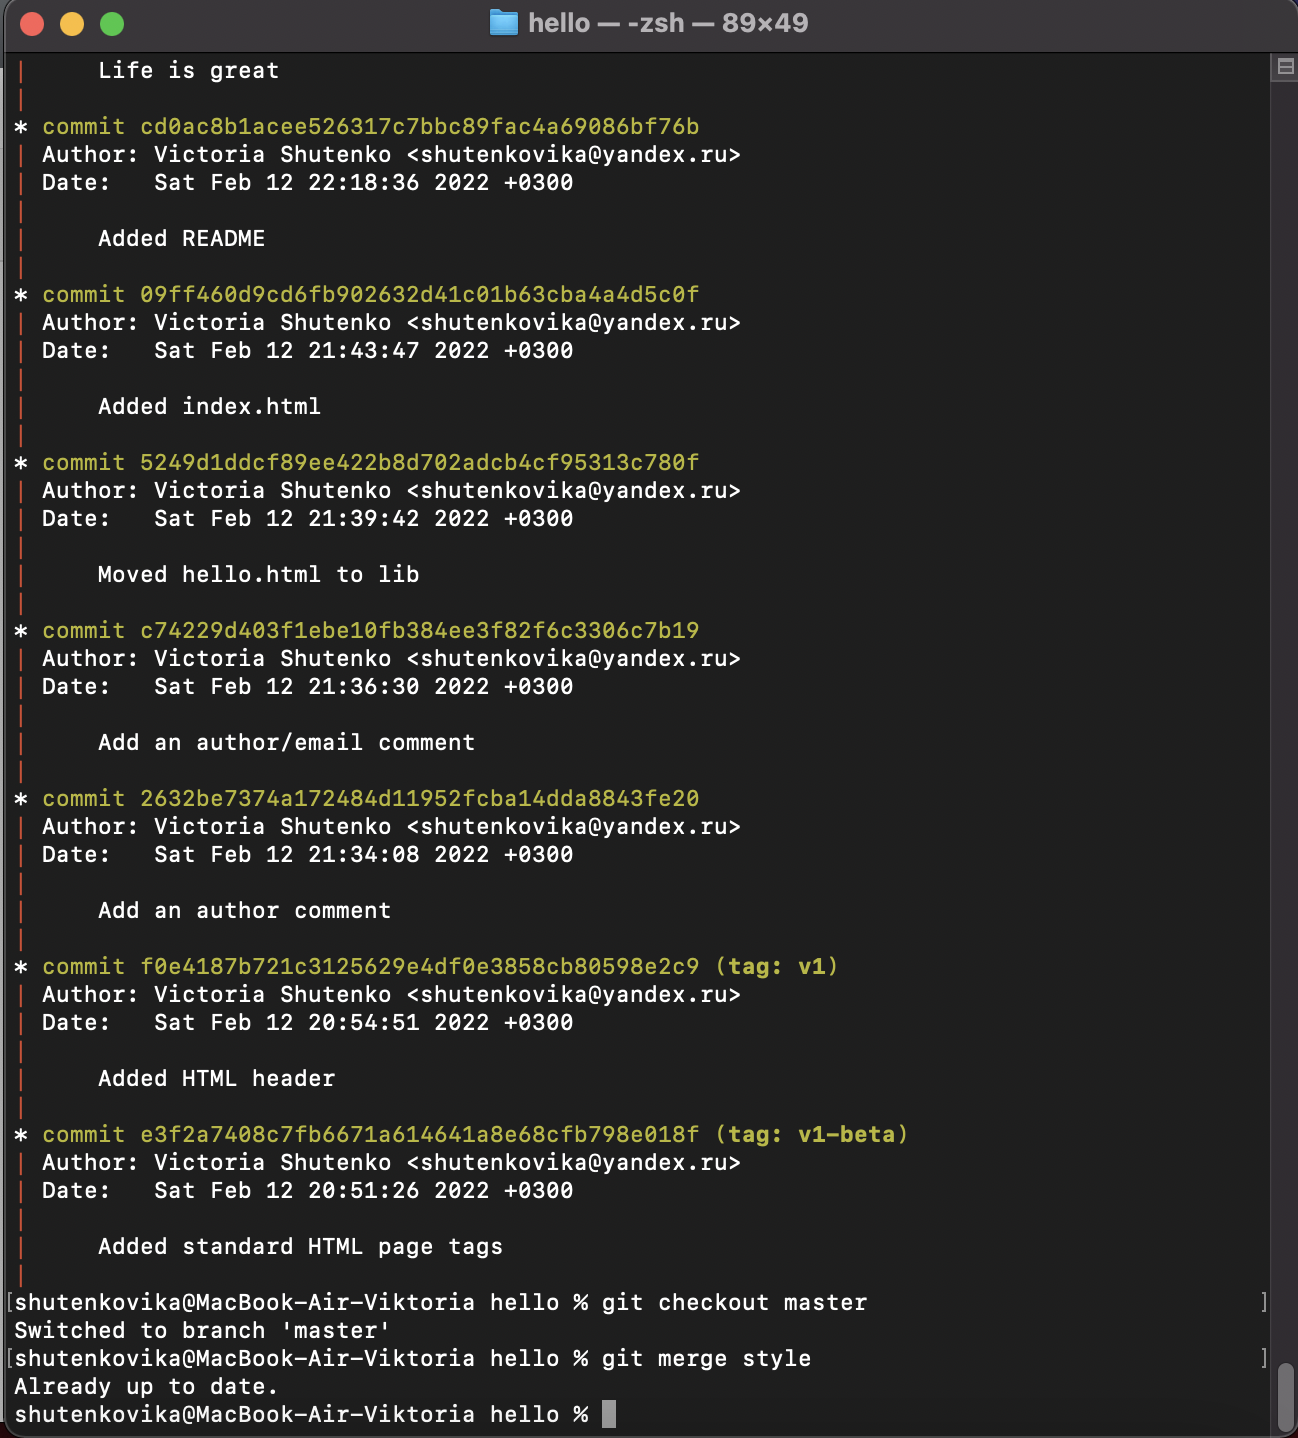 hello — -zsh — 89×49
| Life is great
|
* commit cd0ac8b1acee526317c7bbc89fac4a69086bf76b
| Author: Victoria Shutenko <shutenkovika@yandex.ru>
| Date:   Sat Feb 12 22:18:36 2022 +0300
|
|     Added README
|
* commit 09ff460d9cd6fb902632d41c01b63cba4a4d5c0f
| Author: Victoria Shutenko <shutenkovika@yandex.ru>
| Date:   Sat Feb 12 21:43:47 2022 +0300
|
|     Added index.html
|
* commit 5249d1ddcf89ee422b8d702adcb4cf95313c780f
| Author: Victoria Shutenko <shutenkovika@yandex.ru>
| Date:   Sat Feb 12 21:39:42 2022 +0300
|
|     Moved hello.html to lib
|
* commit c74229d403f1ebe10fb384ee3f82f6c3306c7b19
| Author: Victoria Shutenko <shutenkovika@yandex.ru>
| Date:   Sat Feb 12 21:36:30 2022 +0300
|
|     Add an author/email comment
|
* commit 2632be7374a172484d11952fcba14dda8843fe20
| Author: Victoria Shutenko <shutenkovika@yandex.ru>
| Date:   Sat Feb 12 21:34:08 2022 +0300
|
|     Add an author comment
|
* commit f0e4187b721c3125629e4df0e3858cb80598e2c9 (tag: v1)
| Author: Victoria Shutenko <shutenkovika@yandex.ru>
| Date:   Sat Feb 12 20:54:51 2022 +0300
|
|     Added HTML header
|
* commit e3f2a7408c7fb6671a614641a8e68cfb798e018f (tag: v1-beta)
| Author: Victoria Shutenko <shutenkovika@yandex.ru>
| Date:   Sat Feb 12 20:51:26 2022 +0300
|
|     Added standard HTML page tags
|
[shutenkovika@MacBook-Air-Viktoria hello % git checkout master ]
Switched to branch 'master'
[shutenkovika@MacBook-Air-Viktoria hello % git merge style ]
Already up to date.
shutenkovika@MacBook-Air-Viktoria hello %